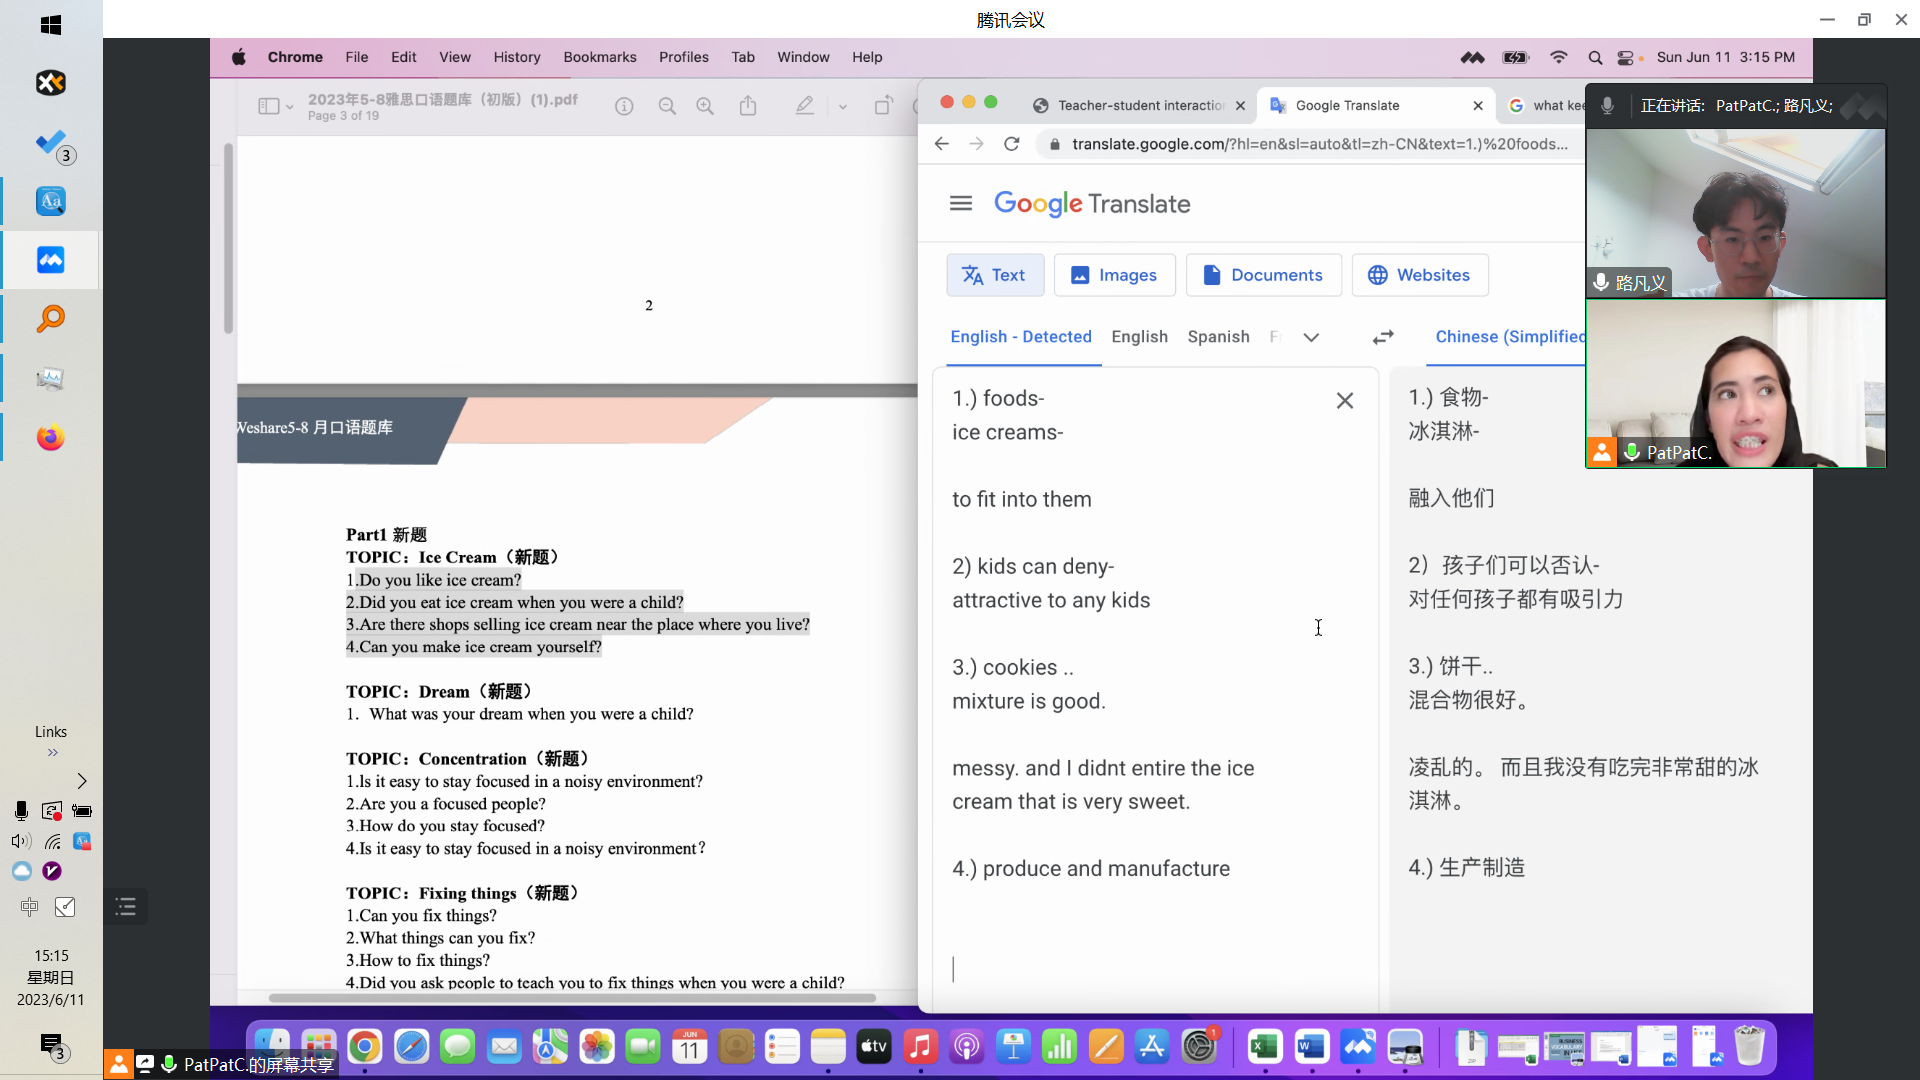 腾讯会议
Chrome File Edit View History Bookmarks Profiles Tab Window Help
Sun Jun 11 3:15 PM
2023年5-8雅思口语题库（初版）(1).pdf
Page 3 of 19
Teacher-student interactio
Google Translate
what kee
translate.google.com/?hl=en&sl=auto&tl=zh-CN&text=1.)%20foods...
正在讲话: PatPatC.; 路凡义;
路凡义
PatPatC.
Google Translate
Text
Images
Documents
Websites
English - Detected English Spanish
Chinese (Simplified
1.) foods-
ice creams-
to fit into them
2) kids can deny-
attractive to any kids
3.) cookies ..
mixture is good.
messy. and I didnt entire the ice
cream that is very sweet.
4.) produce and manufacture
1.) 食物-
冰淇淋-
融入他们
2）孩子们可以否认-
对任何孩子都有吸引力
3.) 饼干..
混合物很好。
凌乱的。 而且我没有吃完非常甜的冰
淇淋。
4.) 生产制造
2
Weshare5-8 月口语题库
Part1 新题
TOPIC：Ice Cream（新题）
1.Do you like ice cream?
2.Did you eat ice cream when you were a child?
3.Are there shops selling ice cream near the place where you live?
4.Can you make ice cream yourself?
TOPIC：Dream（新题）
1. What was your dream when you were a child?
TOPIC：Concentration（新题）
1.Is it easy to stay focused in a noisy environment?
2.Are you a focused people?
3.How do you stay focused?
4.Is it easy to stay focused in a noisy environment?
TOPIC：Fixing things（新题）
1.Can you fix things?
2.What things can you fix?
3.How to fix things?
4.Did you ask people to teach you to fix things when you were a child?
3
Links
中
15:15
星期日
2023/6/11
3
JUN
11
tv
1
PatPatC.的屏幕共享